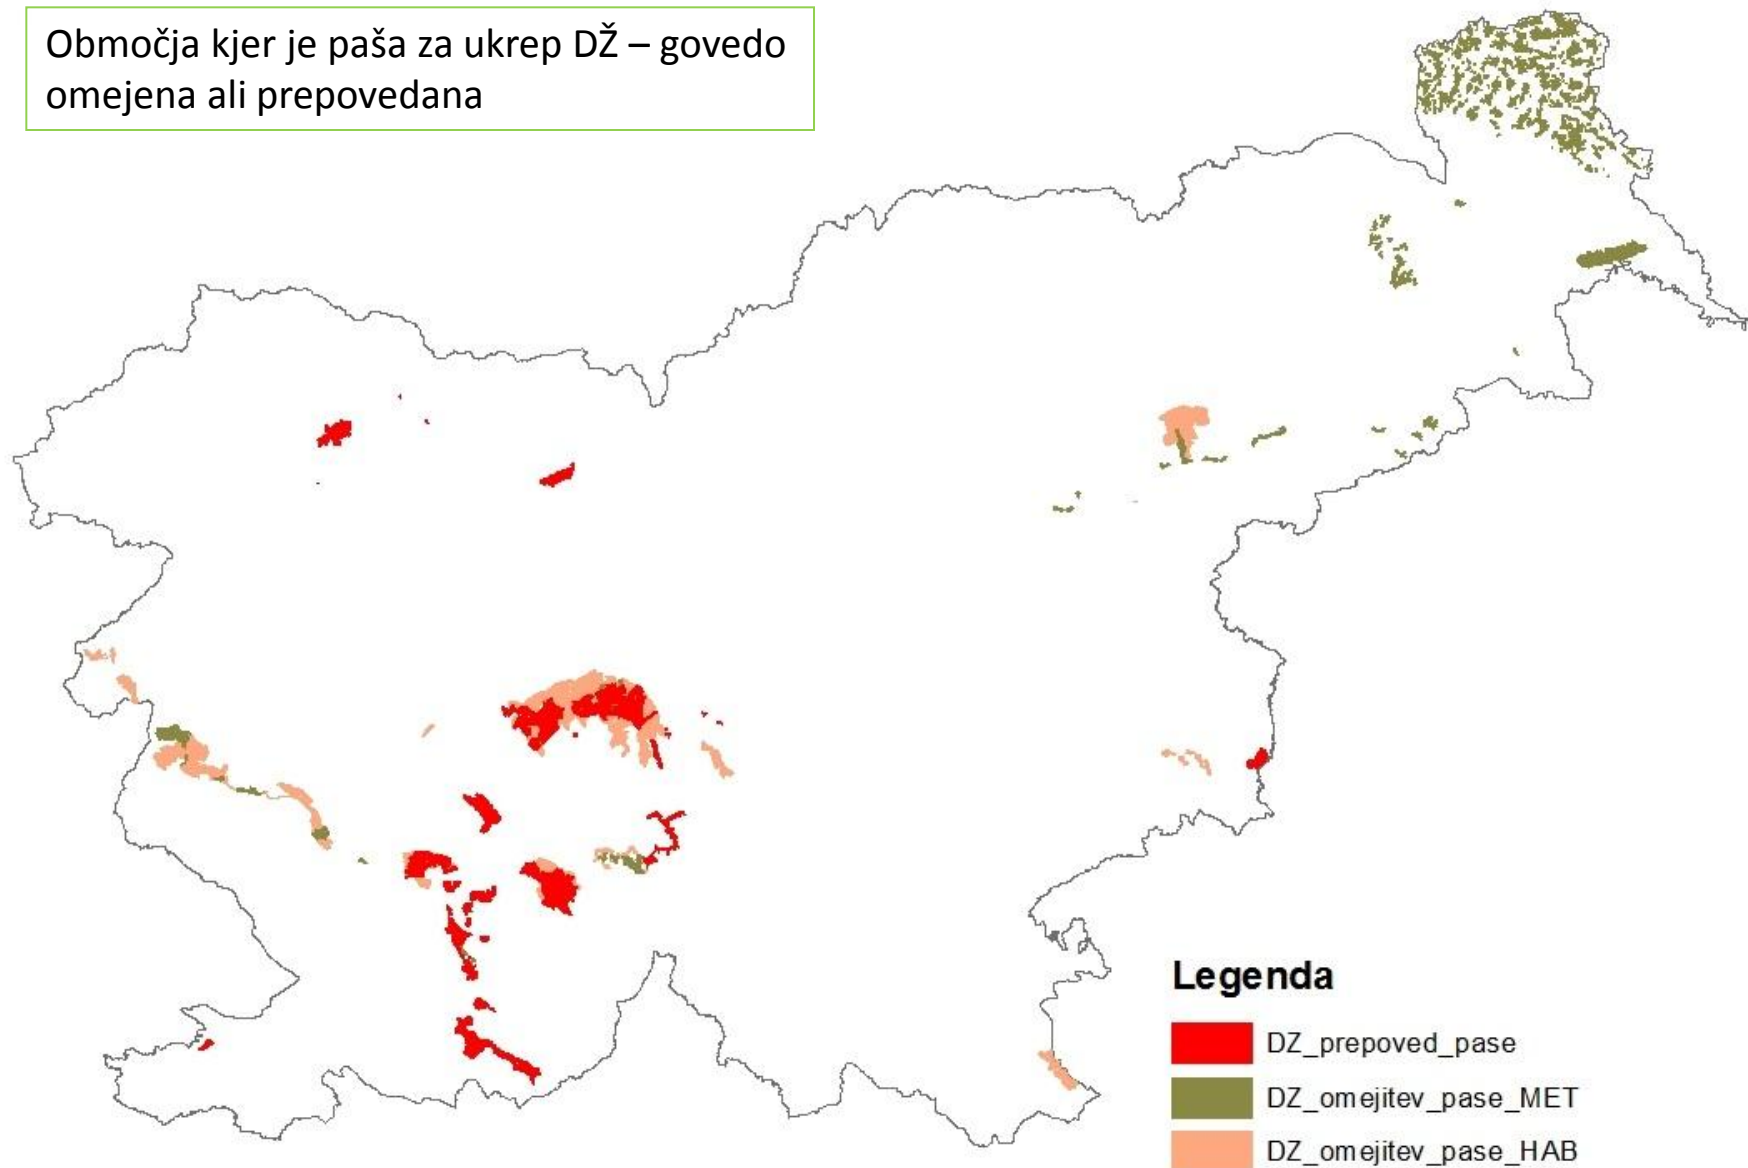 Območja kjer je paša za ukrep DŽ – govedo
omejena ali prepovedana
Legenda
DZ_prepoved_pase
DZ_omejitev_pase_MET
DZ_omejitev_pase_HAB